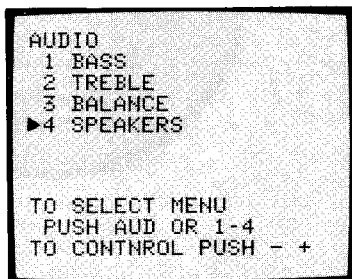 AUDIO
1 BASS
2 TREBLE
3 BALANCE
▶4 SPEAKERS
TO SELECT MENU
PUSH AUD OR 1-4
TO CONTNROL PUSH - +